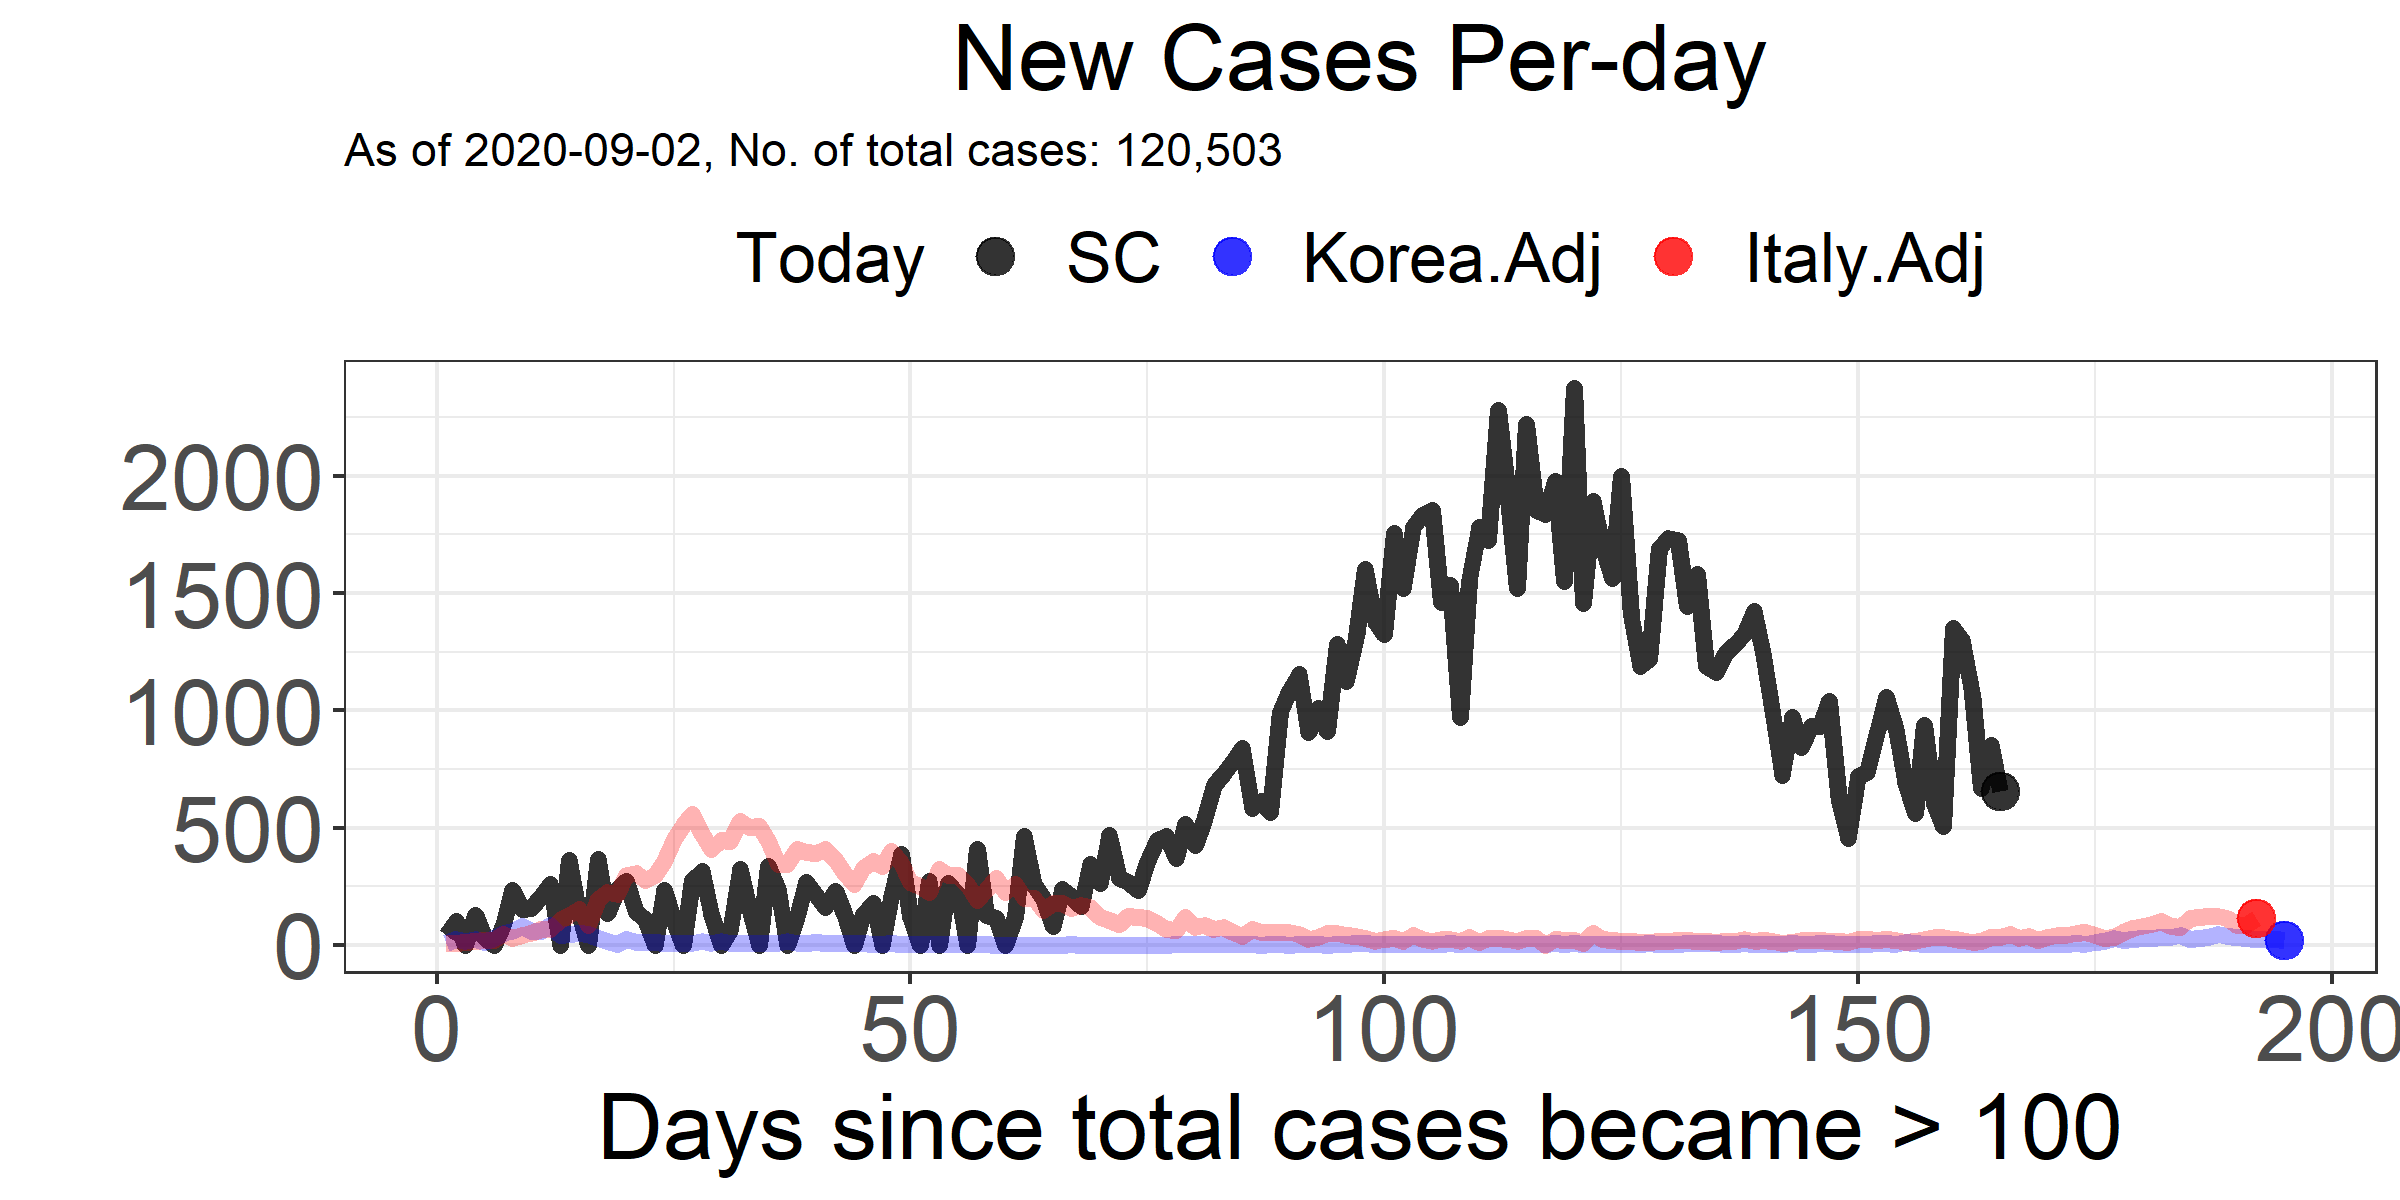 New Cases Per-day
As of 2020-09-02, No. of total cases: 120,503
Today SC Korea.Adj Italy.Adj
2000
1500
1000
500
0
0 50 100 150 200
Days since total cases became > 100